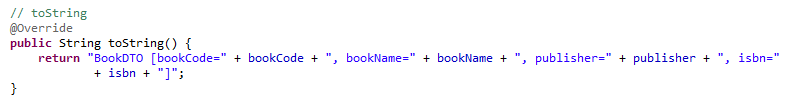 // toString
@Override
public String toString() {
    return "BookDTO [bookCode=" + bookCode + ", bookName=" + bookName + ", publisher=" + publisher + ", isbn="
            + isbn + "]";
}